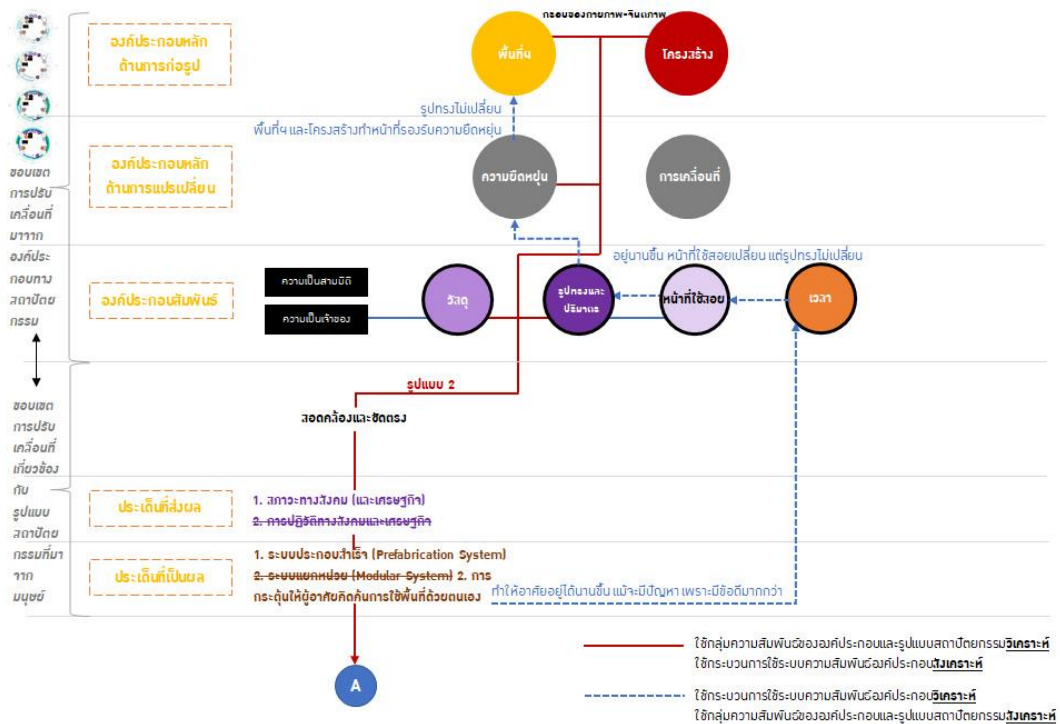 กรอบของกายภาพ-จินตภาพ
องค์ประกอบหลัก
ด้านการก่อรูป
พื้นที่ฯ
โครงสร้าง
รูปทรงไม่เปลี่ยน
พื้นที่ฯ และโครงสร้างทำหน้าที่รองรับความยืดหยุ่น
องค์ประกอบหลัก
ด้านการแปรเปลี่ยน
ความยืดหยุ่น
การเคลื่อนที่
ขอบเขต
การปรับ
เคลื่อนที่
มาจาก
องค์ประ
กอบทาง
สถาปัตย
กรรม
อยู่นานขึ้น หน้าที่ใช้สอยเปลี่ยน แต่รูปทรงไม่เปลี่ยน
องค์ประกอบสัมพันธ์
ความเป็นสามมิติ
ความเป็นเจ้าของ
วัสดุ
รูปทรงและ
ปริมาตร
หน้าที่ใช้สอย
เวลา
รูปแบบ 2
สอดคล้องและชัดตรง
ขอบเขต
การปรับ
เคลื่อนที่
เกี่ยวข้อง
กับ
รูปแบบ
สถาปัตย
กรรมที่มา
จาก
มนุษย์
ประเด็นที่ส่งผล
1. สภาวะทางสังคม (และเศรษฐกิจ)
2. การปฏิวัติทางสังคมและเศรษฐกิจ
ประเด็นที่เป็นผล
1. ระบบประกอบสำเร็จ (Prefabrication System)
2. ระบบแยกหน่วย (Modular System) 2. การ
กระตุ้นให้ผู้อาศัยคิดค้นการใช้พื้นที่ด้วยตนเอง
ทำให้อาศัยอยู่ได้นานขึ้น แม้จะมีปัญหา เพราะมีข้อดีมากกว่า
A
ใช้กลุ่มความสัมพันธ์ขององค์ประกอบและรูปแบบสถาปัตยกรรมวิเคราะห์
ใช้กระบวนการใช้ระบบความสัมพันธ์องค์ประกอบสังเคราะห์
ใช้กระบวนการใช้ระบบความสัมพันธ์องค์ประกอบวิเคราะห์
ใช้กลุ่มความสัมพันธ์ขององค์ประกอบและรูปแบบสถาปัตยกรรมสังเคราะห์